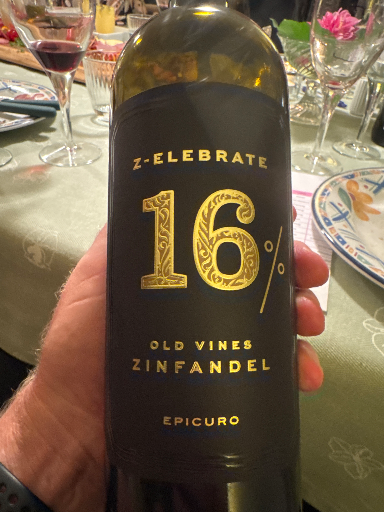 Z-ELEBRATE
16%
OLD VINES
ZINFANDEL
EPICURO